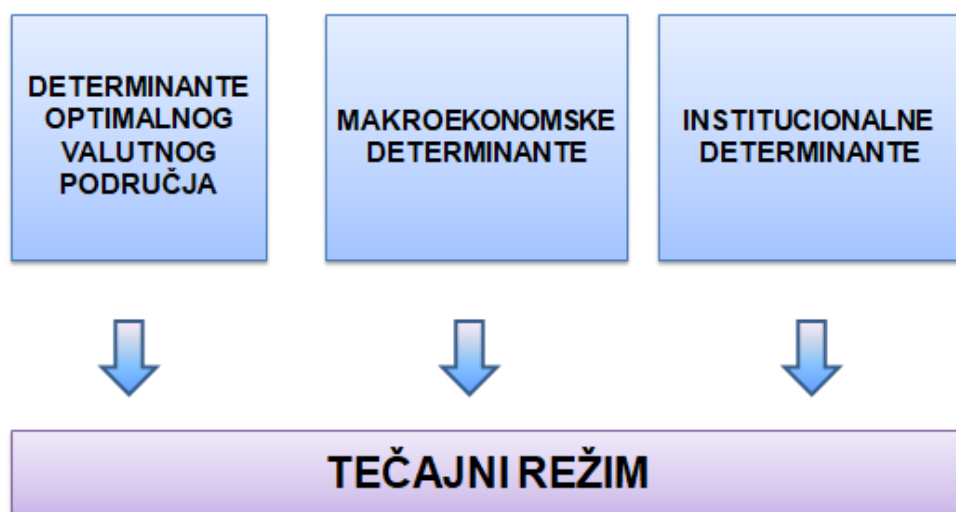 DETERMINANTE
OPTIMALNOG
VALUTNOG
PODRUČJA
MAKROEKONOMSKE
DETERMINANTE
INSTITUCIONALNE
DETERMINANTE
TEČAJNI REŽIM